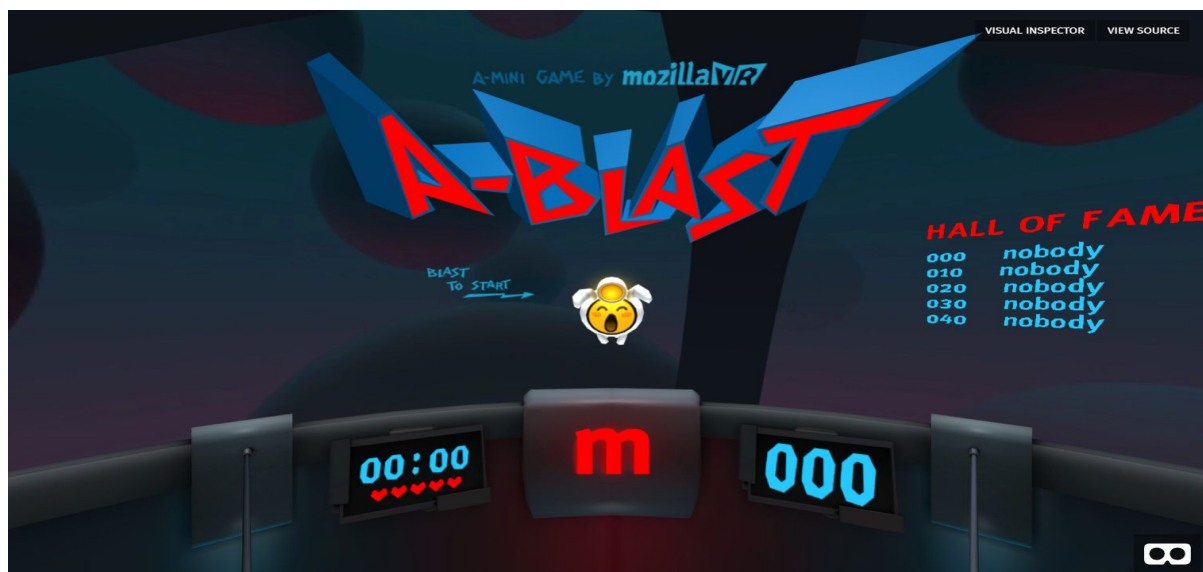 VISUAL INSPECTOR
VIEW SOURCE
A-MINI GAME BY mozillaVR
A-BLAST
HALL OF FAME
000 nobody
010 nobody
020 nobody
030 nobody
040 nobody
BLAST
TO START
00:00
m
000